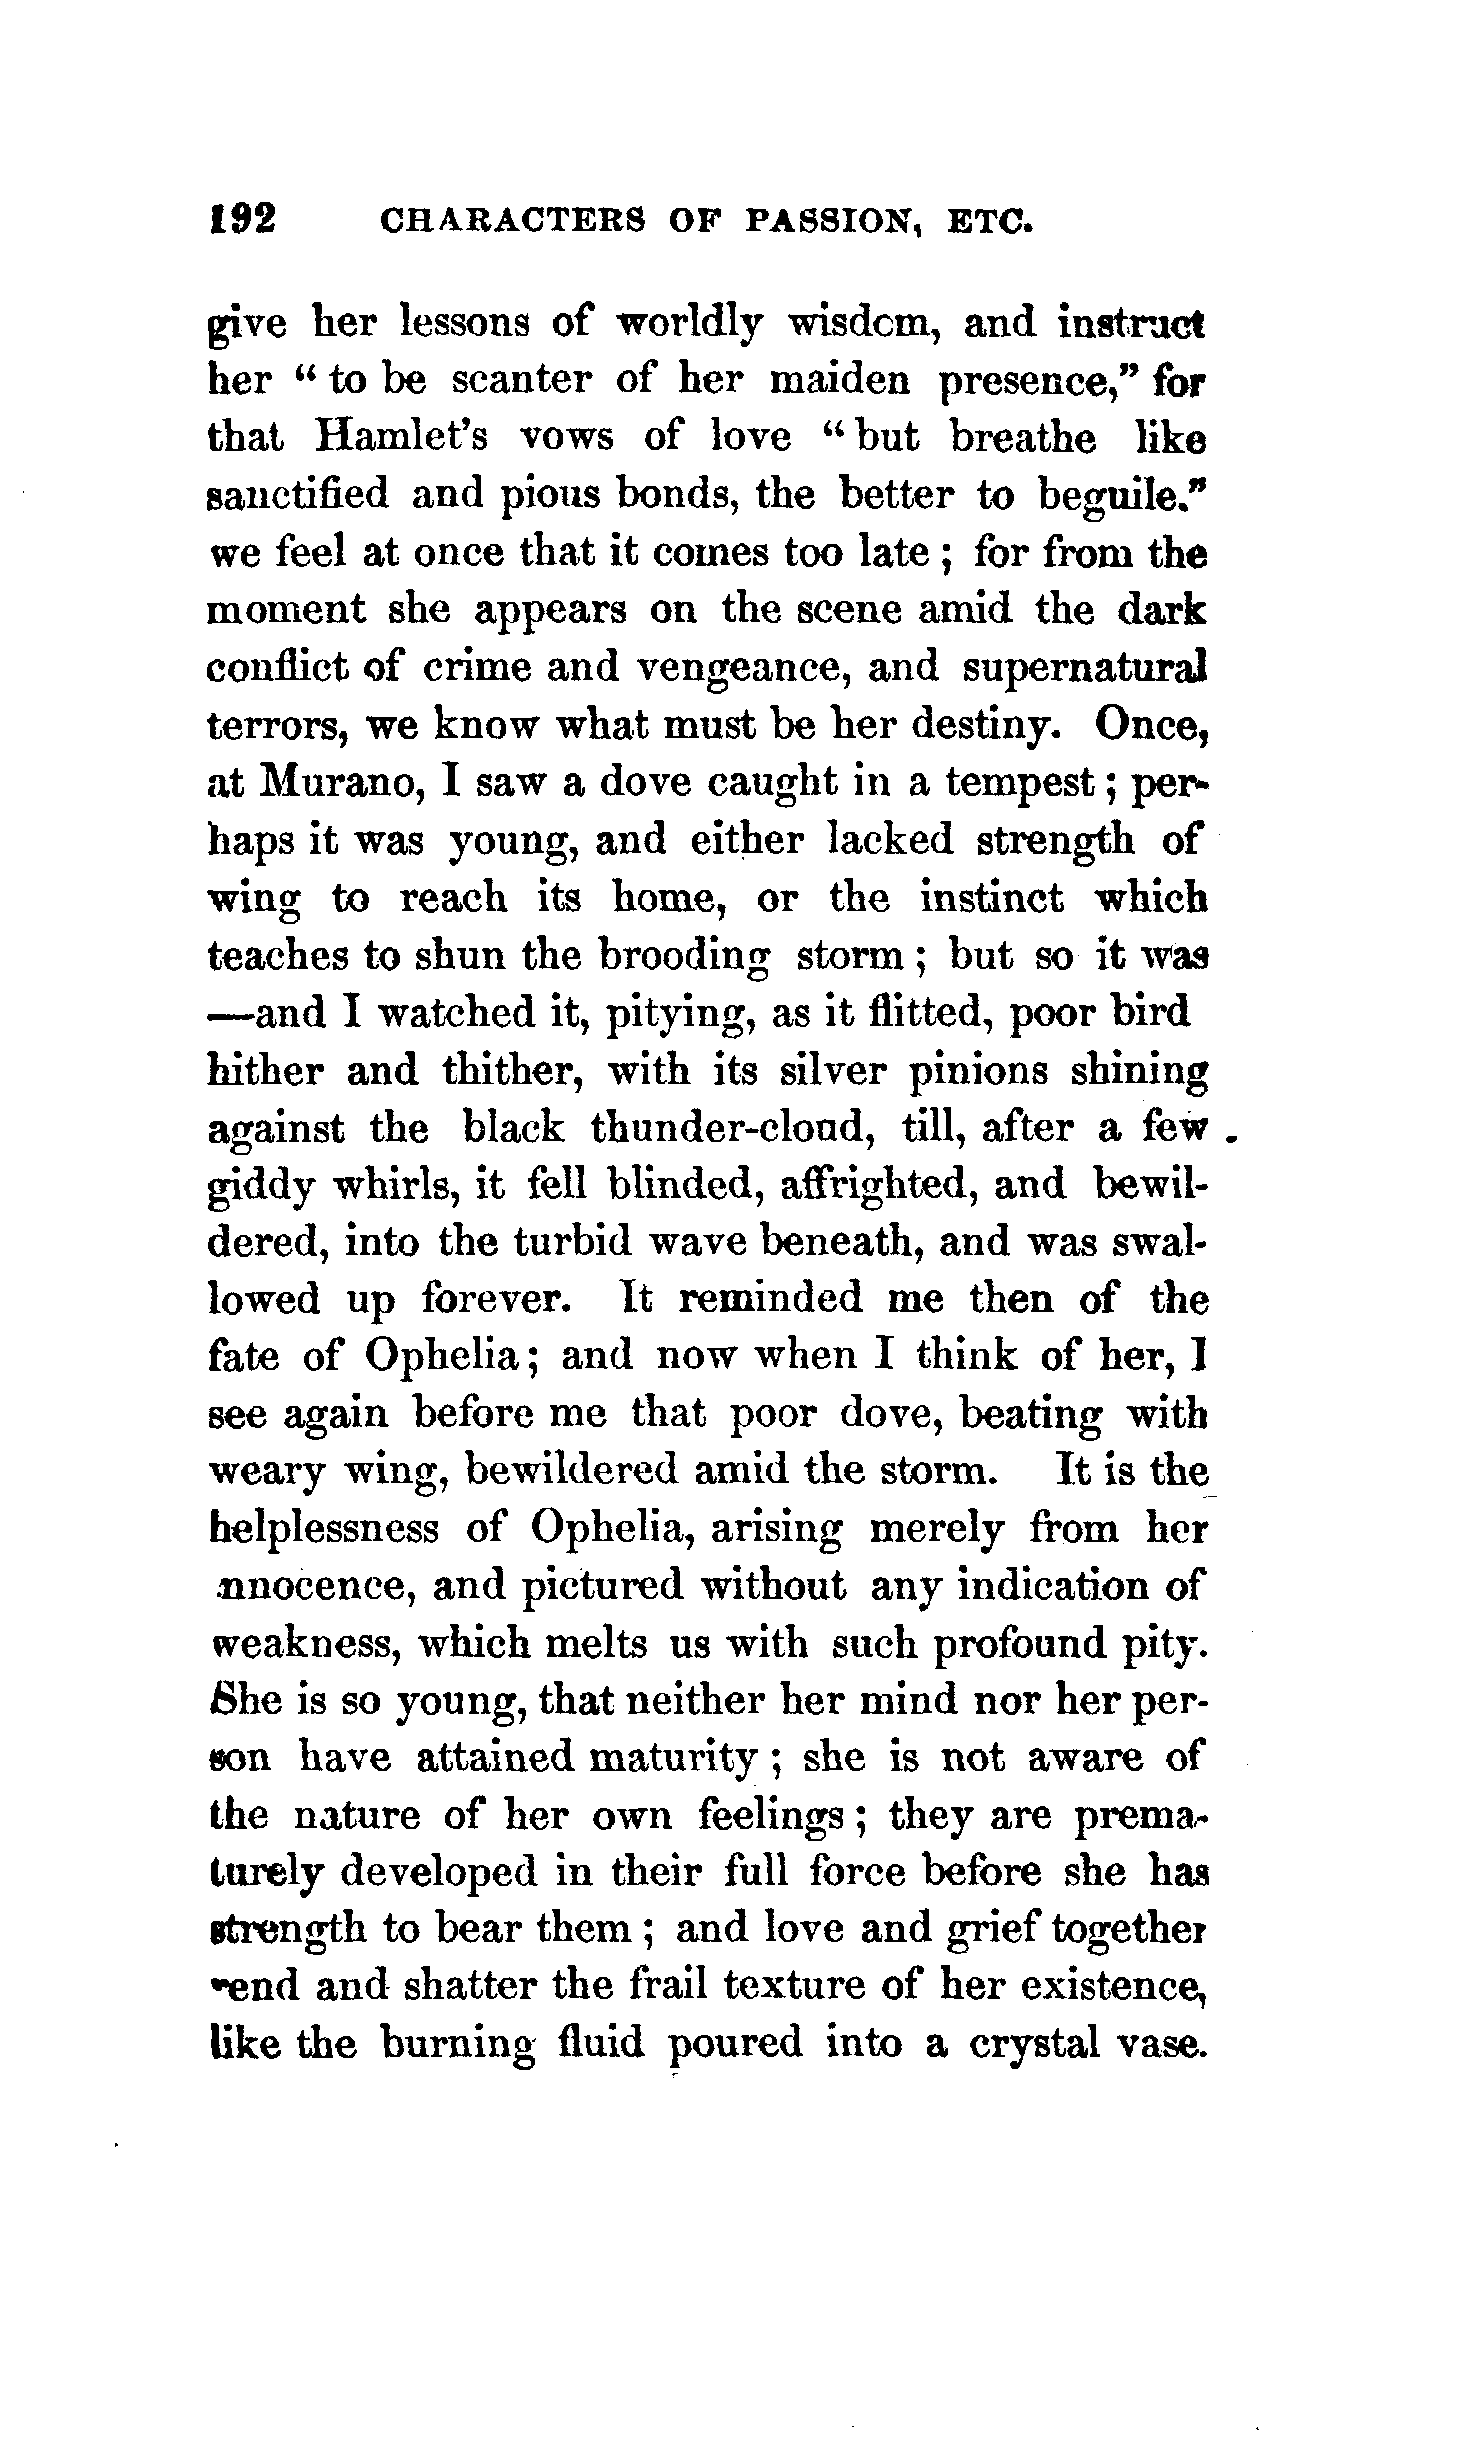 192 CHARACTERS OF PASSION, ETC.
give her lessons of worldly wisdom, and instruct
her “ to be scanter of her maiden presence,” for
that Hamlet’s vows of love “ but breathe like
sanctified and pious bonds, the better to beguile.”
we feel at once that it comes too late ; for from the
moment she appears on the scene amid the dark
conflict of crime and vengeance, and supernatural
terrors, we know what must be her destiny. Once,
at Murano, I saw a dove caught in a tempest ; per-
haps it was young, and either lacked strength of
wing to reach its home, or the instinct which
teaches to shun the brooding storm ; but so it was
—and I watched it, pitying, as it flitted, poor bird
hither and thither, with its silver pinions shining
against the black thunder-cloud, till, after a few
giddy whirls, it fell blinded, affrighted, and bewil-
dered, into the turbid wave beneath, and was swal-
lowed up forever. It reminded me then of the
fate of Ophelia ; and now when I think of her, I
see again before me that poor dove, beating with
weary wing, bewildered amid the storm. It is the
helplessness of Ophelia, arising merely from her
nnocence, and pictured without any indication of
weakness, which melts us with such profound pity.
She is so young, that neither her mind nor her per-
son have attained maturity ; she is not aware of
the nature of her own feelings ; they are prema-
turely developed in their full force before she has
strength to bear them ; and love and grief together
rend and shatter the frail texture of her existence,
like the burning fluid poured into a crystal vase.